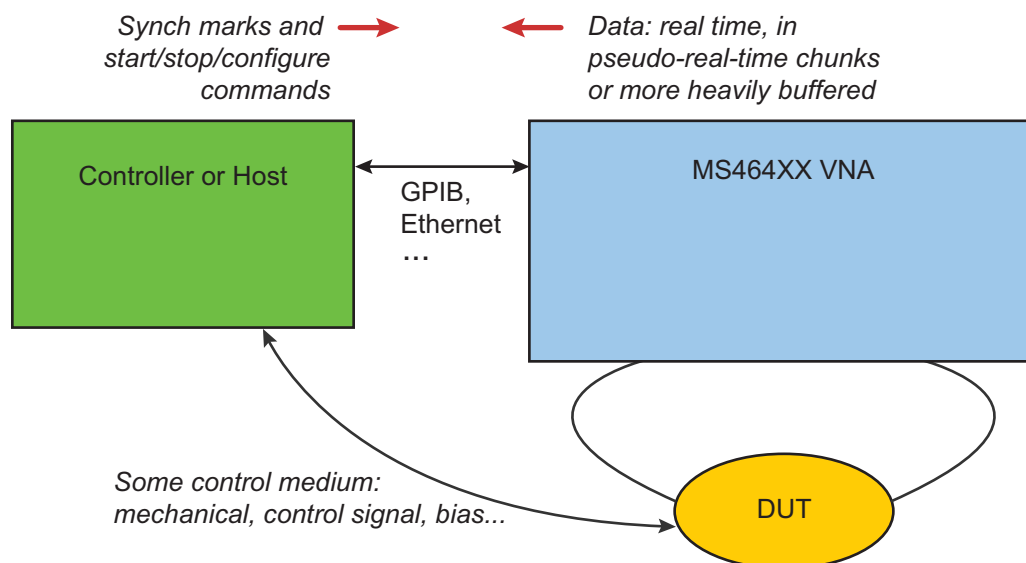 Synch marks and
start/stop/configure
commands
Data: real time, in
pseudo-real-time chunks
or more heavily buffered
Controller or Host
GPIB,
Ethernet
...
MS464XX VNA
Some control medium:
mechanical, control signal, bias...
DUT